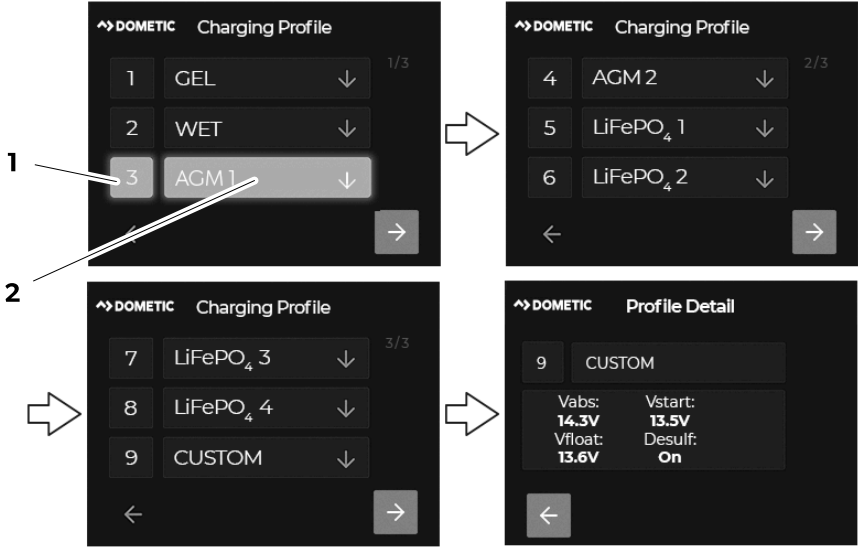 DOMETIC Charging Profile
1/3
1 GEL
2 WET
3 AGM 1
DOMETIC Charging Profile
2/3
4 AGM 2
5 LiFePO4 1
6 LiFePO4 2
1
2
DOMETIC Charging Profile
3/3
7 LiFePO4 3
8 LiFePO4 4
9 CUSTOM
DOMETIC Profile Detail
9 CUSTOM
Vabs: Vstart:
14.3V 13.5V
Vfloat: Desulf:
13.6V On